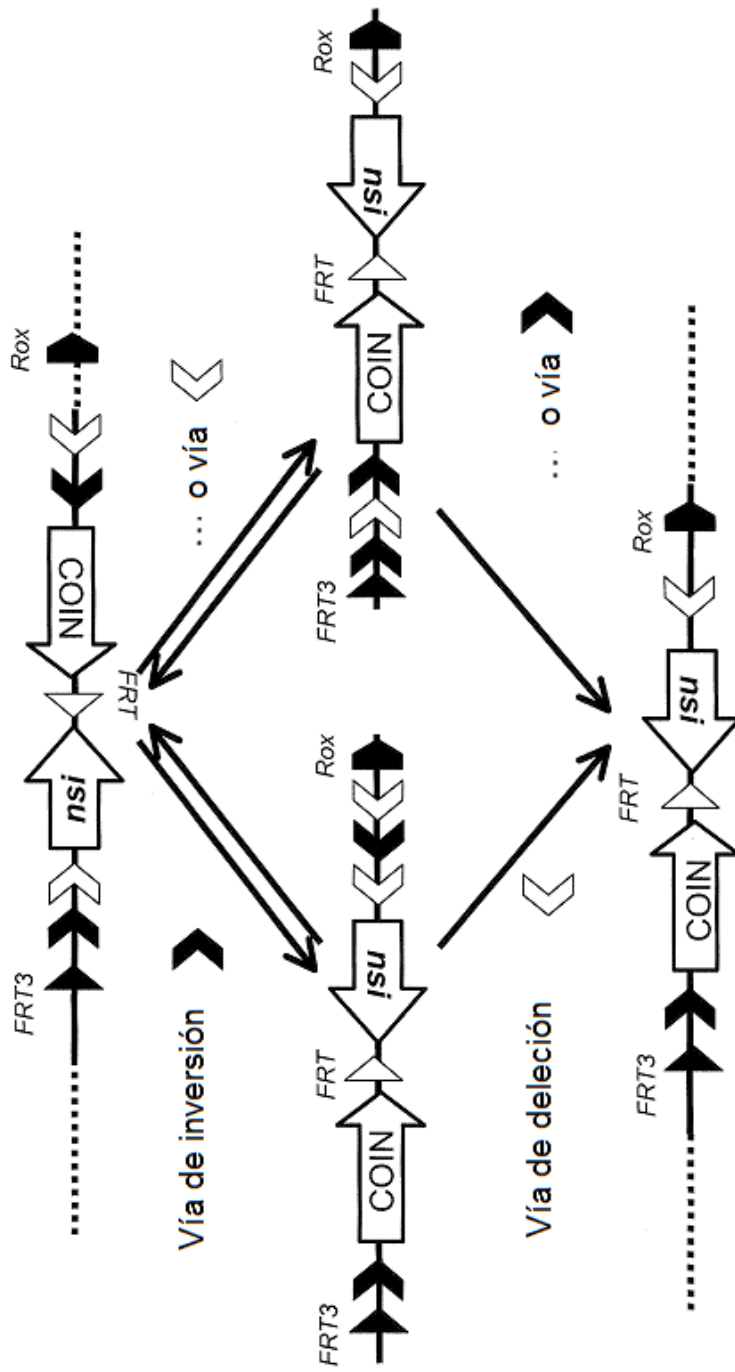 FRT3
nsi
FRT
COIN
Rox
Vía de inversión
... o vía
FRT3
COIN
FRT
nsi
Rox
FRT3
COIN
FRT
nsi
Rox
Vía de deleción
... o vía
FRT3
COIN
FRT
nsi
Rox